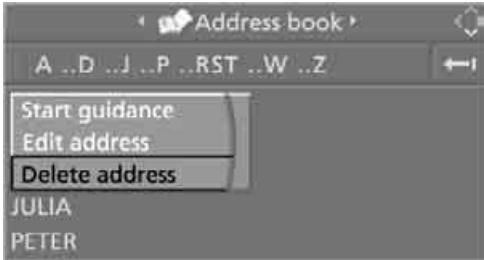 Address book
A ..D ..J ..P ..RST ..W ..Z
Start guidance
Edit address
Delete address
JULIA
PETER